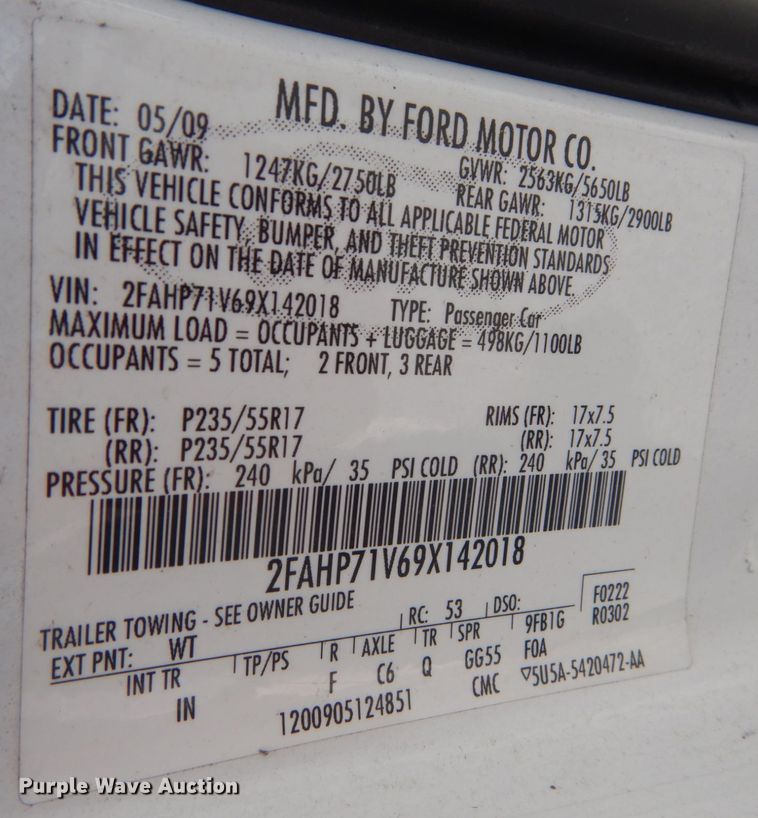 MFD. BY FORD MOTOR CO.
DATE: 05/09 GVWR: 2563KG/5650LB
FRONT GAWR: 1247KG/2750LB REAR GAWR: 1315KG/2900LB
THIS VEHICLE CONFORMS TO ALL APPLICABLE FEDERAL MOTOR
VEHICLE SAFETY, BUMPER, AND THEFT PREVENTION STANDARDS
IN EFFECT ON THE DATE OF MANUFACTURE SHOWN ABOVE.
VIN: 2FAHP71V69X142018 TYPE: Passenger Car
MAXIMUM LOAD = OCCUPANTS + LUGGAGE = 498KG/1100LB
OCCUPANTS = 5 TOTAL; 2 FRONT, 3 REAR
TIRE (FR): P235/55R17 RIMS (FR): 17x7.5
(RR): P235/55R17 (RR): 17x7.5
PRESSURE (FR): 240 kPa/ 35 PSI COLD (RR): 240 kPa/ 35 PSI COLD
2FAHP71V69X142018
TRAILER TOWING - SEE OWNER GUIDE
EXT PNT: WT RC: 53 DSO: F0222
R0302
INT TR TP/PS R AXLE TR SPR 9FB1G
IN F C6 Q GG55 FOA
1200905124851 CMC ▽5U5A-5420472-AA
Purple Wave Auction